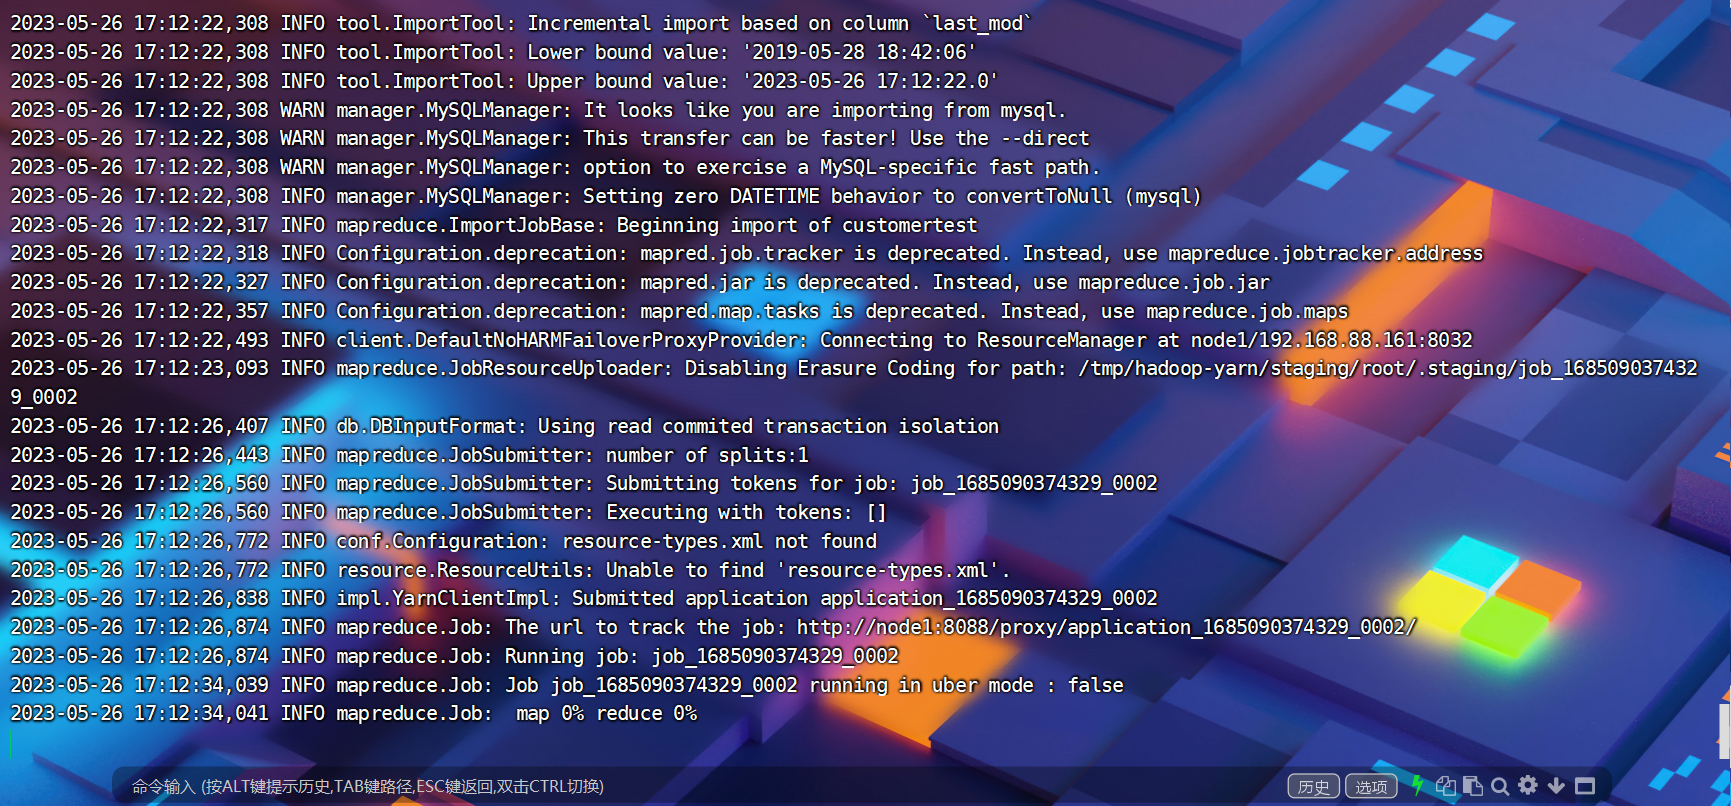 2023-05-26 17:12:22,308 INFO tool.ImportTool: Incremental import based on column `last_mod`
2023-05-26 17:12:22,308 INFO tool.ImportTool: Lower bound value: '2019-05-28 18:42:06'
2023-05-26 17:12:22,308 INFO tool.ImportTool: Upper bound value: '2023-05-26 17:12:22.0'
2023-05-26 17:12:22,308 WARN manager.MySQLManager: It looks like you are importing from mysql.
2023-05-26 17:12:22,308 WARN manager.MySQLManager: This transfer can be faster! Use the --direct
2023-05-26 17:12:22,308 WARN manager.MySQLManager: option to exercise a MySQL-specific fast path.
2023-05-26 17:12:22,308 INFO manager.MySQLManager: Setting zero DATETIME behavior to convertToNull (mysql)
2023-05-26 17:12:22,317 INFO mapreduce.ImportJobBase: Beginning import of customertest
2023-05-26 17:12:22,318 INFO Configuration.deprecation: mapred.job.tracker is deprecated. Instead, use mapreduce.jobtracker.address
2023-05-26 17:12:22,327 INFO Configuration.deprecation: mapred.jar is deprecated. Instead, use mapreduce.job.jar
2023-05-26 17:12:22,357 INFO Configuration.deprecation: mapred.map.tasks is deprecated. Instead, use mapreduce.job.maps
2023-05-26 17:12:22,493 INFO client.DefaultNoHARMFailoverProxyProvider: Connecting to ResourceManager at node1/192.168.88.161:8032
2023-05-26 17:12:23,093 INFO mapreduce.JobResourceUploader: Disabling Erasure Coding for path: /tmp/hadoop-yarn/staging/root/.staging/job_168509037432
9_0002
2023-05-26 17:12:26,407 INFO db.DBInputFormat: Using read commited transaction isolation
2023-05-26 17:12:26,443 INFO mapreduce.JobSubmitter: number of splits:1
2023-05-26 17:12:26,560 INFO mapreduce.JobSubmitter: Submitting tokens for job: job_1685090374329_0002
2023-05-26 17:12:26,560 INFO mapreduce.JobSubmitter: Executing with tokens: []
2023-05-26 17:12:26,772 INFO conf.Configuration: resource-types.xml not found
2023-05-26 17:12:26,772 INFO resource.ResourceUtils: Unable to find 'resource-types.xml'.
2023-05-26 17:12:26,838 INFO impl.YarnClientImpl: Submitted application application_1685090374329_0002
2023-05-26 17:12:26,874 INFO mapreduce.Job: The url to track the job: http://node1:8088/proxy/application_1685090374329_0002/
2023-05-26 17:12:26,874 INFO mapreduce.Job: Running job: job_1685090374329_0002
2023-05-26 17:12:34,039 INFO mapreduce.Job: Job job_1685090374329_0002 running in uber mode : false
2023-05-26 17:12:34,041 INFO mapreduce.Job:  map 0% reduce 0%
命令输入 (按ALT键提示历史,TAB键路径,ESC键返回,双击CTRL切换) 历史 选项